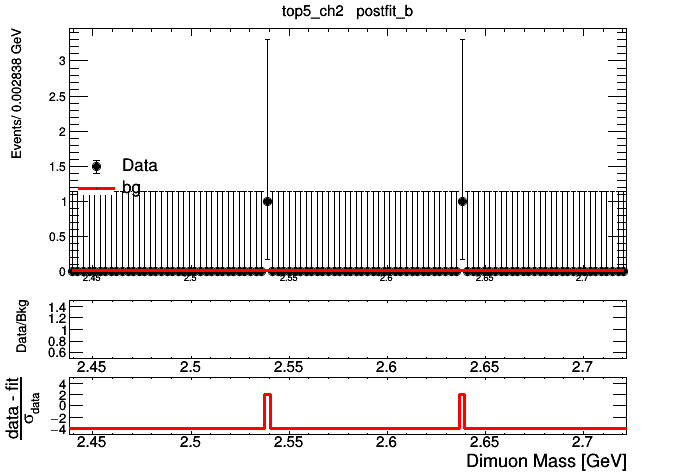 top5_ch2 postfit_b
Events/ 0.002838 GeV
3
2.5
2
1.5
1
0.5
0
Data
bg
2.45 2.5 2.55 2.6 2.65 2.7
Data/Bkg
1.4
1.2
1
0.8
0.6
2.45 2.5 2.55 2.6 2.65 2.7
data - fit
σdata
4
2
0
−2
−4
2.45 2.5 2.55 2.6 2.65 2.7
Dimuon Mass [GeV]